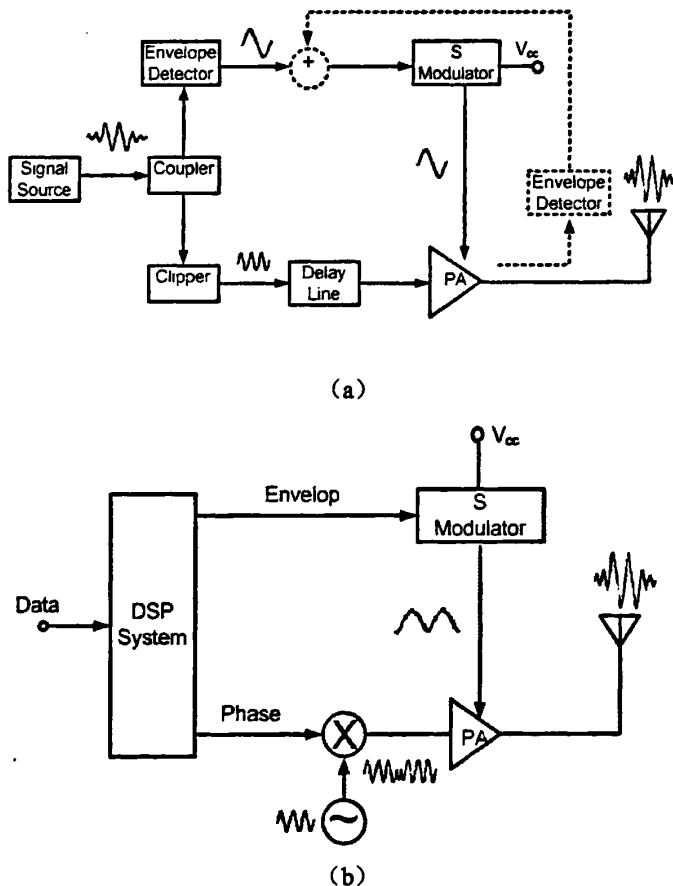 Envelope
Detector
+
S
Modulator
Vcc
Signal
Source
Coupler
Envelope
Detector
Clipper
Delay
Line
PA
(a)
Vcc
Envelop
S
Modulator
Data
DSP
System
Phase
X
PA
~
(b)